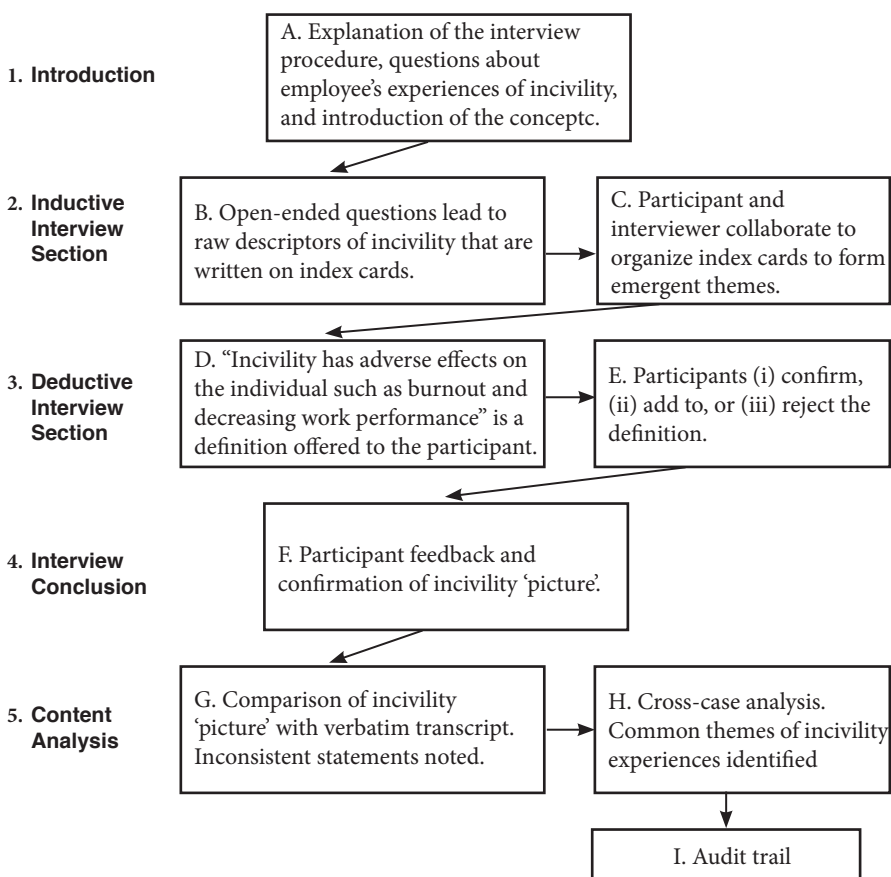 1. Introduction
A. Explanation of the interview
procedure, questions about
employee’s experiences of incivility,
and introduction of the conceptc.
2. Inductive
Interview
Section
B. Open-ended questions lead to
raw descriptors of incivility that are
written on index cards.
C. Participant and
interviewer collaborate to
organize index cards to form
emergent themes.
3. Deductive
Interview
Section
D. “Incivility has adverse effects on
the individual such as burnout and
decreasing work performance” is a
definition offered to the participant.
E. Participants (i) confirm,
(ii) add to, or (iii) reject the
definition.
4. Interview
Conclusion
F. Participant feedback and
confirmation of incivility ‘picture’.
5. Content
Analysis
G. Comparison of incivility
‘picture’ with verbatim transcript.
Inconsistent statements noted.
H. Cross-case analysis.
Common themes of incivility
experiences identified
I. Audit trail